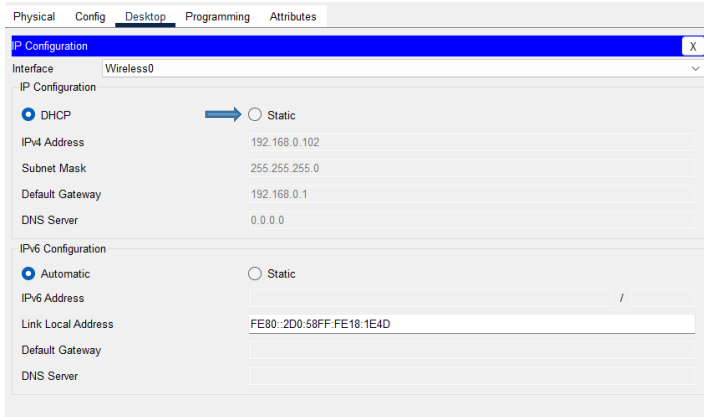 Physical Config Desktop Programming Attributes
IP Configuration X
Interface Wireless0
IP Configuration
DHCP Static
IPv4 Address 192.168.0.102
Subnet Mask 255.255.255.0
Default Gateway 192.168.0.1
DNS Server 0.0.0.0
IPv6 Configuration
Automatic Static
IPv6 Address /
Link Local Address FE80::2D0:58FF:FE18:1E4D
Default Gateway
DNS Server